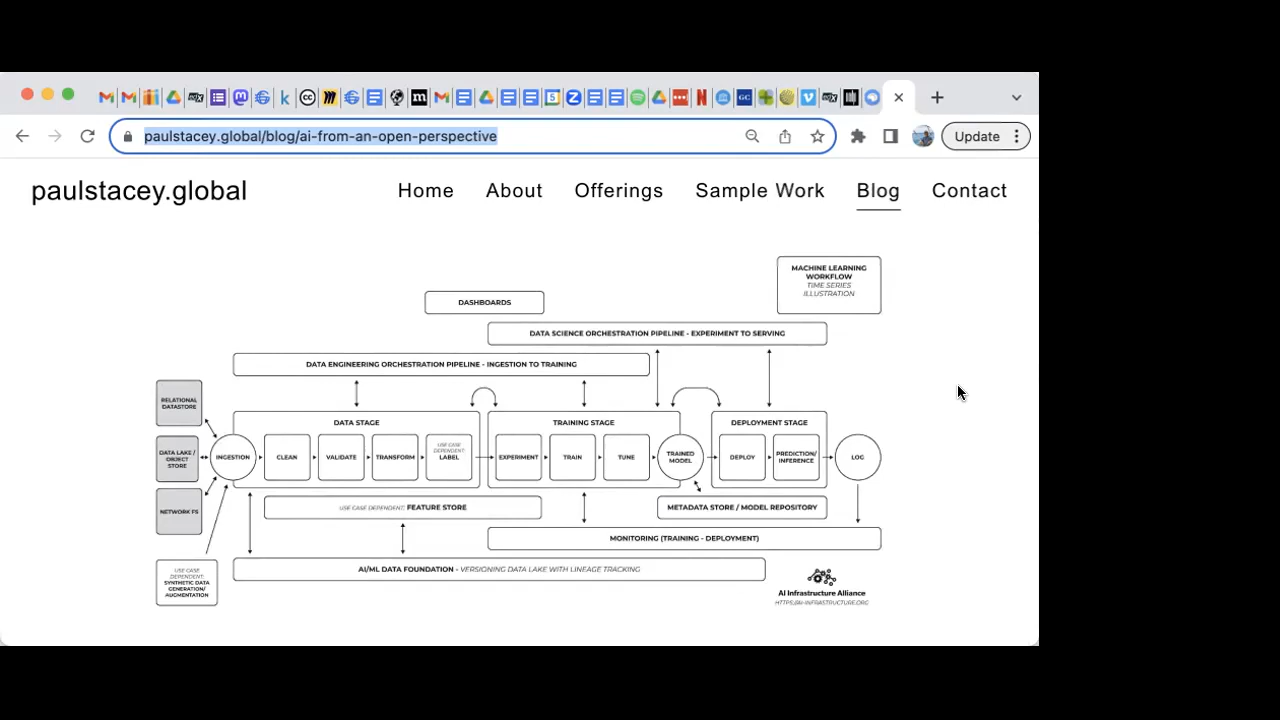 paulstacey.global/blog/ai-from-an-open-perspective
Update
paulstacey.global
Home
About
Offerings
Sample Work
Blog
Contact
MACHINE LEARNING
WORKFLOW
TIME SERIES
ILLUSTRATION
DASHBOARDS
DATA SCIENCE ORCHESTRATION PIPELINE - EXPERIMENT TO SERVING
DATA ENGINEERING ORCHESTRATION PIPELINE - INGESTION TO TRAINING
RELATIONAL
DATASTORE
DATA LAKE /
OBJECT
STORE
NETWORK FS
INGESTION
DATA STAGE
CLEAN
VALIDATE
TRANSFORM
USE CASE
DEPENDENT:
LABEL
TRAINING STAGE
EXPERIMENT
TRAIN
TUNE
TRAINED
MODEL
DEPLOYMENT STAGE
DEPLOY
PREDICTION/
INFERENCE
LOG
USE CASE DEPENDENT: FEATURE STORE
METADATA STORE / MODEL REPOSITORY
MONITORING (TRAINING - DEPLOYMENT)
USE CASE
DEPENDENT:
SYNTHETIC DATA
GENERATION/
AUGMENTATION
AI/ML DATA FOUNDATION - VERSIONING DATA LAKE WITH LINEAGE TRACKING
AI Infrastructure Alliance
HTTPS://AI-INFRASTRUCTURE.ORG